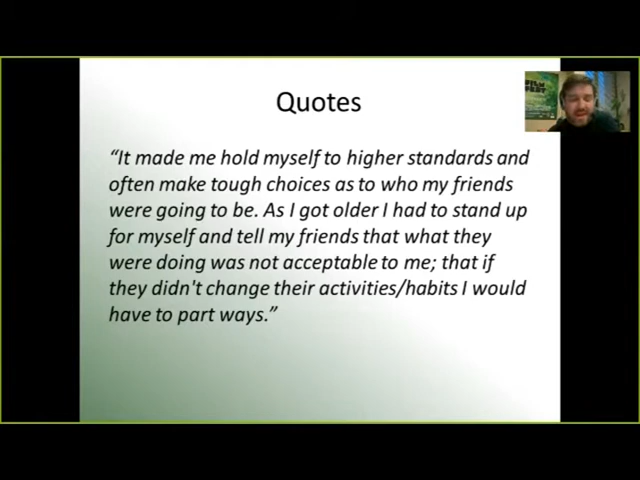 Quotes
“It made me hold myself to higher standards and
often make tough choices as to who my friends
were going to be. As I got older I had to stand up
for myself and tell my friends that what they
were doing was not acceptable to me; that if
they didn't change their activities/habits I would
have to part ways.”
FILM
FEST